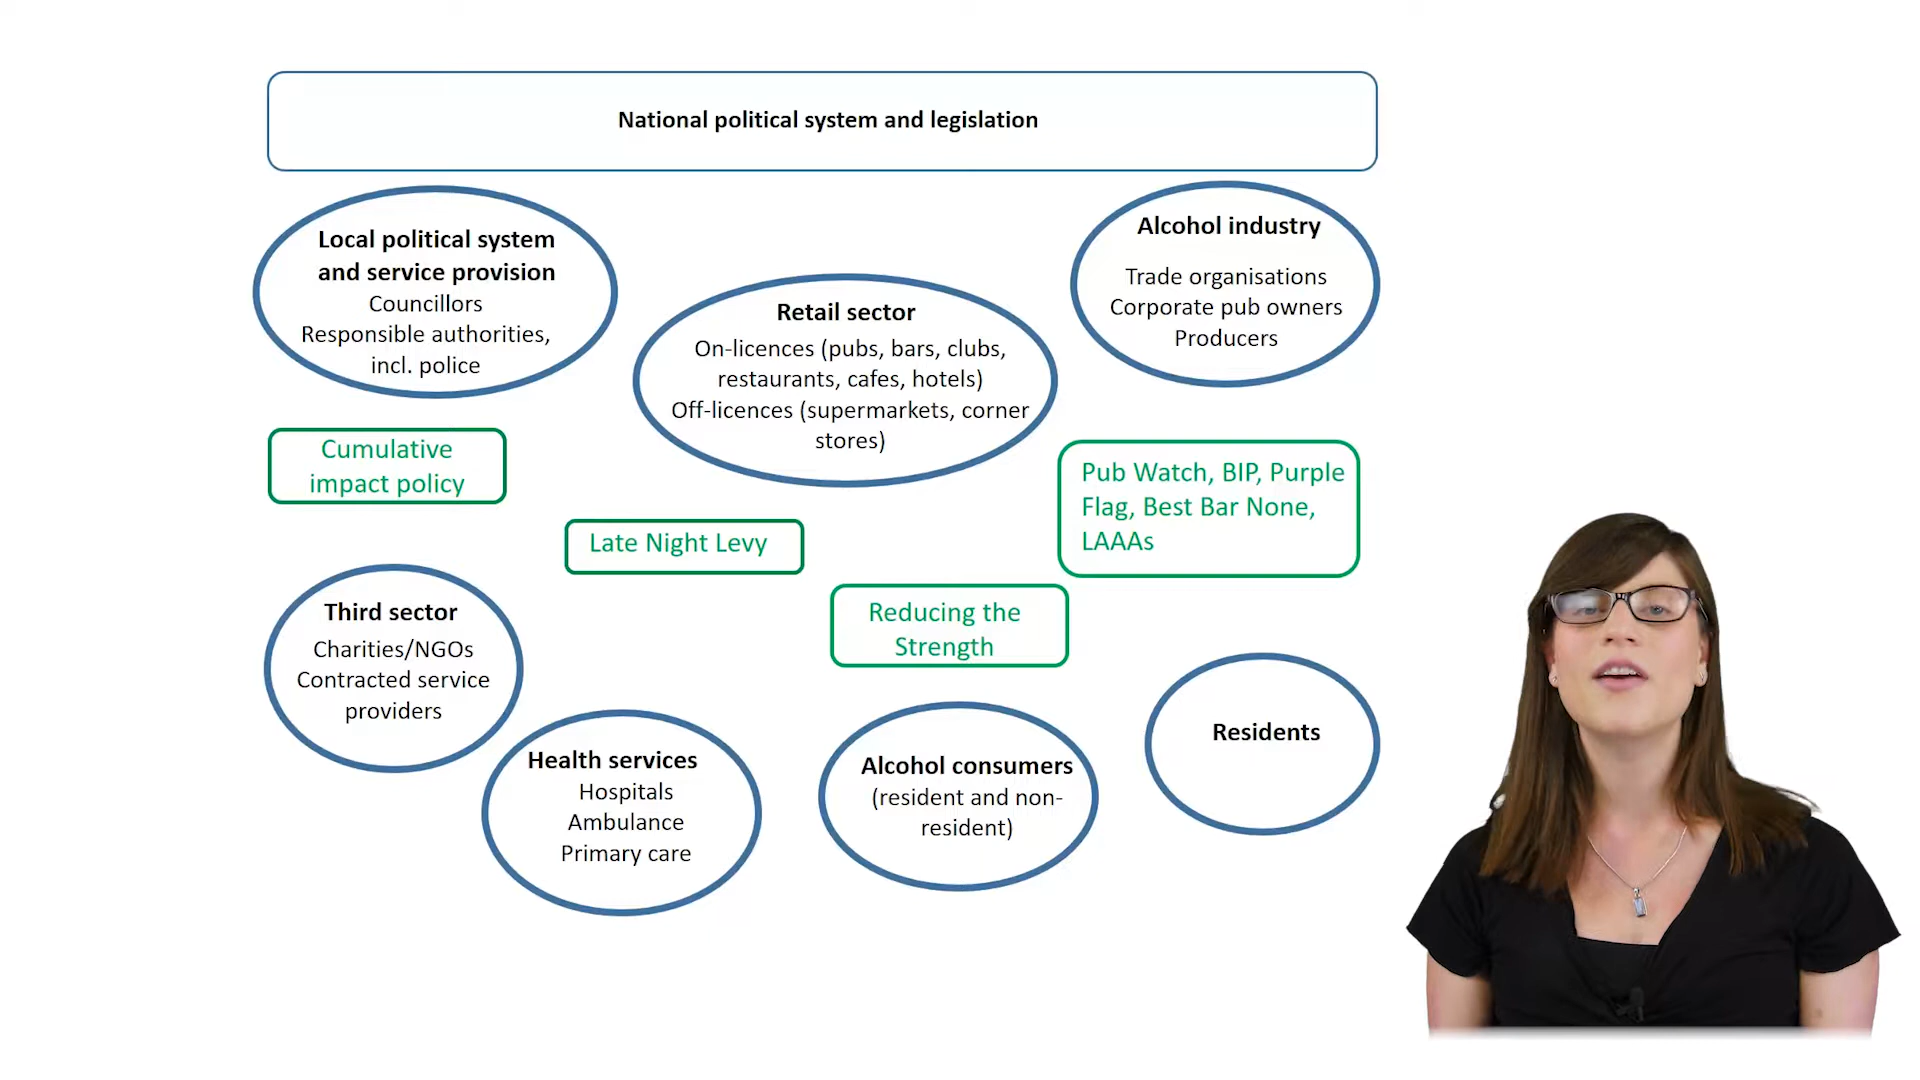 National political system and legislation
Local political system
and service provision
Councillors
Responsible authorities,
incl. police
Retail sector
On-licences (pubs, bars, clubs,
restaurants, cafes, hotels)
Off-licences (supermarkets, corner
stores)
Alcohol industry
Trade organisations
Corporate pub owners
Producers
Cumulative
impact policy
Late Night Levy
Pub Watch, BIP, Purple
Flag, Best Bar None,
LAAAs
Reducing the
Strength
Third sector
Charities/NGOs
Contracted service
providers
Health services
Hospitals
Ambulance
Primary care
Alcohol consumers
(resident and non-
resident)
Residents